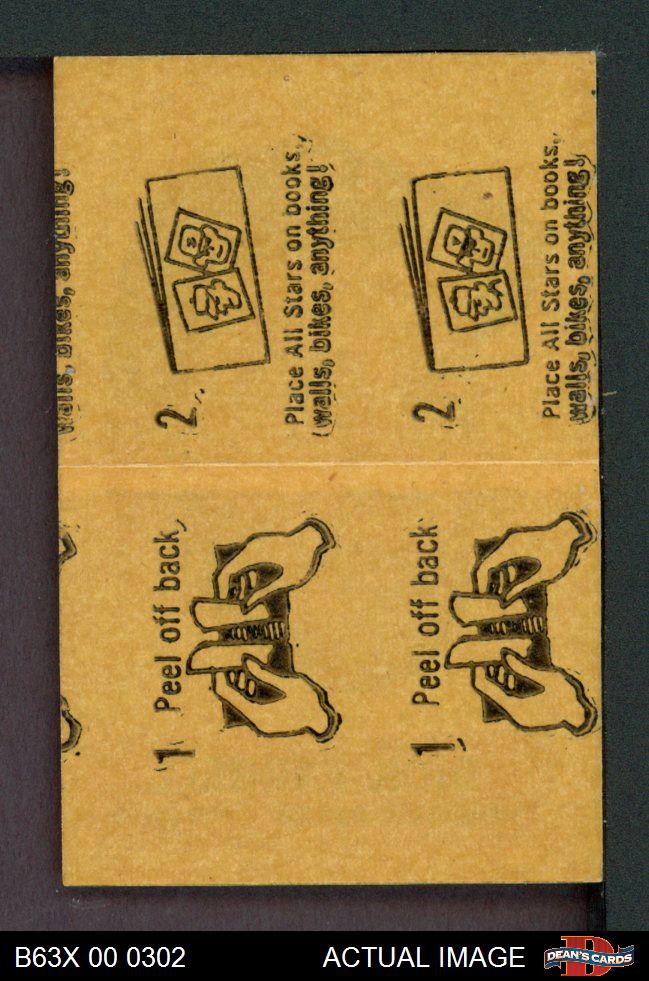 walls, bikes, anything!
1 Peel off back,
2
Place All Stars on books,
walls, bikes, anything!
1 Peel off back
2
Place All Stars on books,
walls, bikes, anything!
B63X 00 0302
ACTUAL IMAGE
DEAN'S CARDS